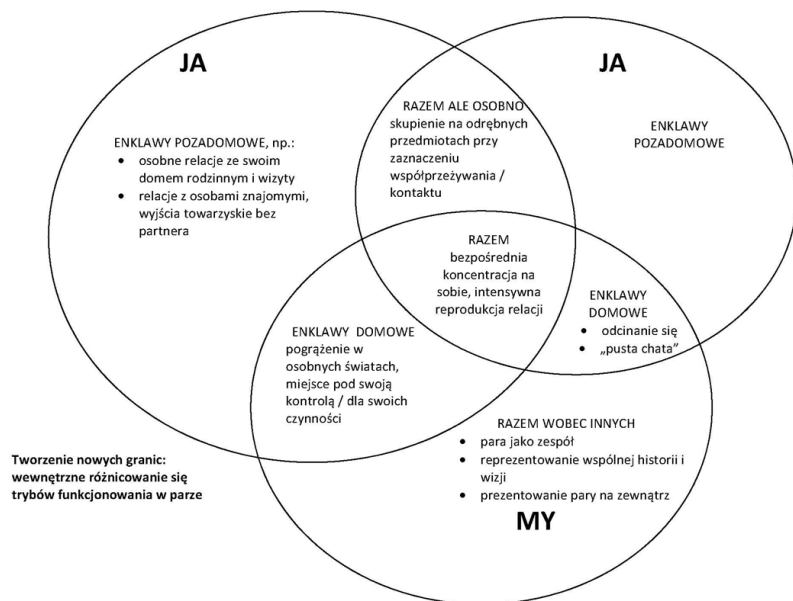 JA
JA
RAZEM ALE OSOBNO
skupienie na odrębnych
przedmiotach przy
zaznaczeniu
współprzeżywania /
kontaktu
ENKLAWY
POZADOMOWE
ENKLAWY POZADOMOWE, np.:
• osobne relacje ze swoim
domem rodzinnym i wizyty
• relacje z osobami znajomymi,
wyjścia towarzyskie bez
partnera
RAZEM
bezpośrednia
koncentracja na
sobie, intensywna
reprodukcja relacji
ENKLAWY
DOMOWE
• odcinanie się
• „pusta chata”
ENKLAWY DOMOWE
pogrążenie w
osobnych światach,
miejsce pod swoją
kontrolą / dla swoich
czynności
RAZEM WOBEC INNYCH
• para jako zespół
• reprezentowanie wspólnej historii i
wizji
• prezentowanie pary na zewnątrz
MY
Tworzenie nowych granic:
wewnętrzne różnicowanie się
trybów funkcjonowania w parze